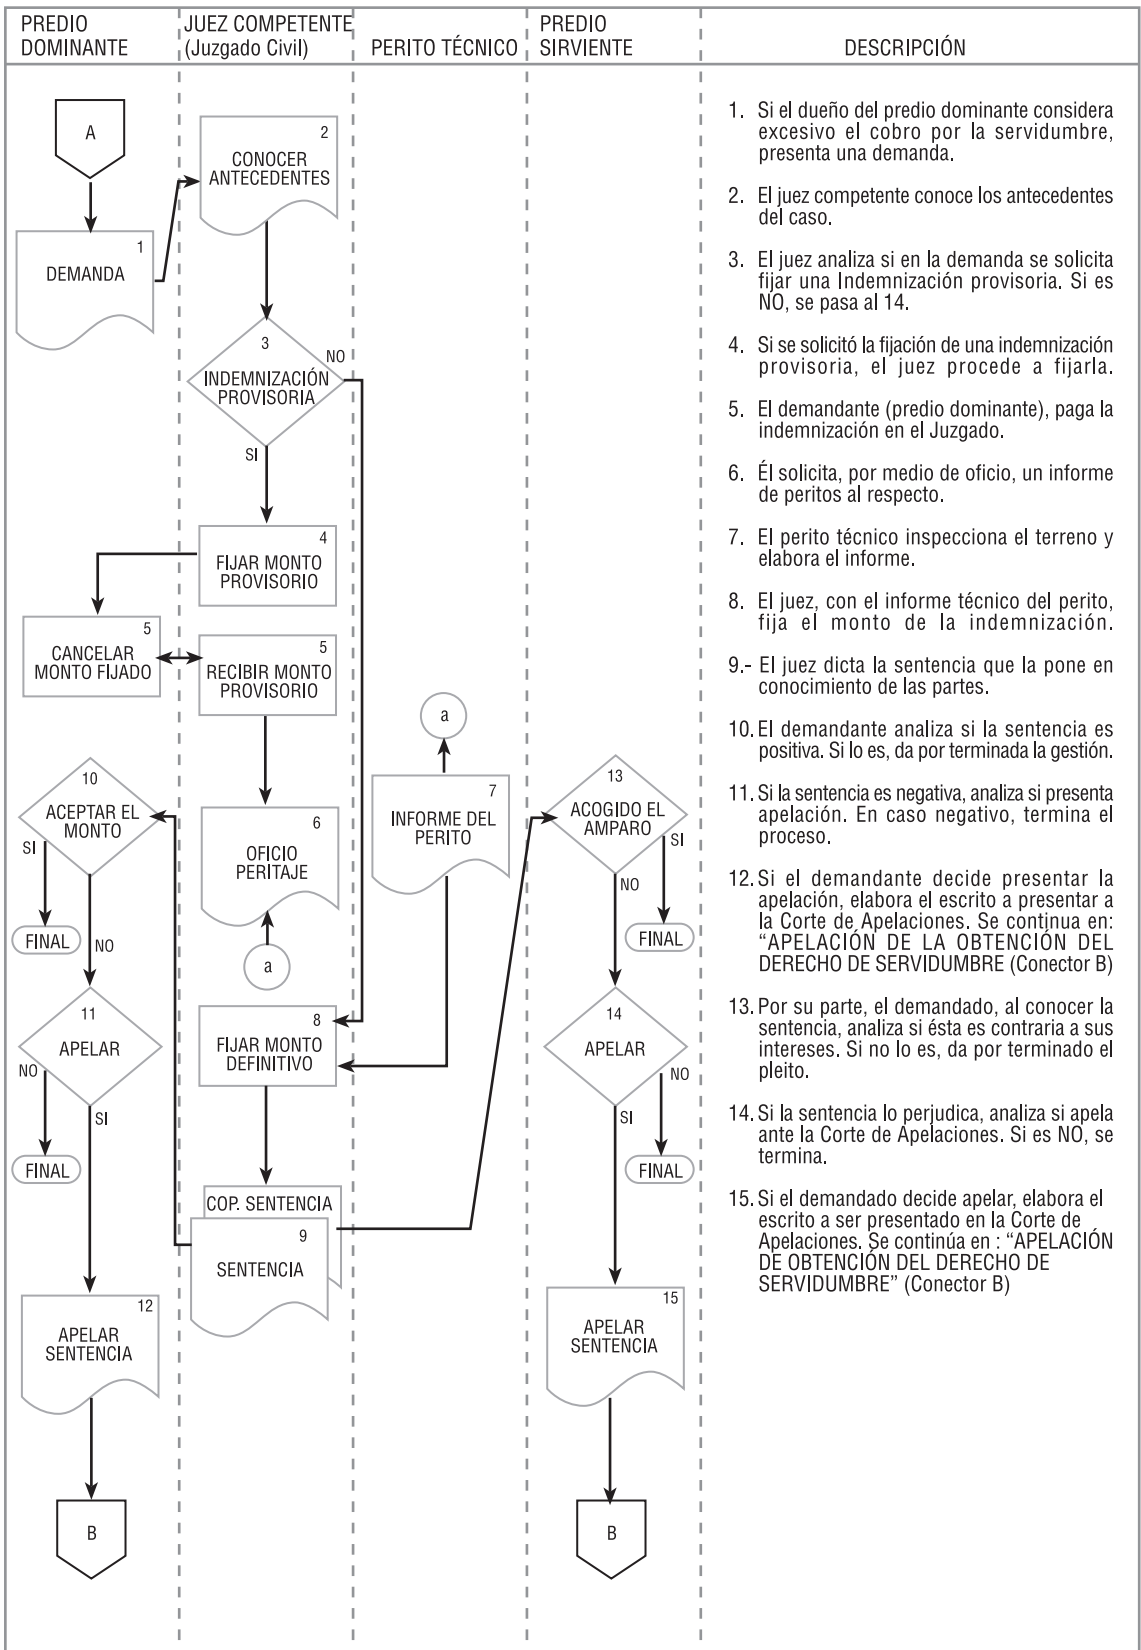 PREDIO
DOMINANTE
JUEZ COMPETENTE
(Juzgado Civil)
PERITO TÉCNICO
PREDIO
SIRVIENTE
DESCRIPCIÓN
A
1
DEMANDA
2
CONOCER
ANTECEDENTES
3
INDEMNIZACIÓN
PROVISORIA
NO
SI
4
FIJAR MONTO
PROVISORIO
5
CANCELAR
MONTO FIJADO
5
RECIBIR MONTO
PROVISORIO
a
10
ACEPTAR EL
MONTO
SI
FINAL
NO
6
OFICIO
PERITAJE
a
7
INFORME DEL
PERITO
13
ACOGIDO EL
AMPARO
SI
NO
FINAL
11
APELAR
NO
SI
FINAL
8
FIJAR MONTO
DEFINITIVO
14
APELAR
NO
SI
FINAL
COP. SENTENCIA
9
SENTENCIA
12
APELAR
SENTENCIA
15
APELAR
SENTENCIA
B
B
1. Si el dueño del predio dominante considera
excesivo el cobro por la servidumbre,
presenta una demanda.
2. El juez competente conoce los antecedentes
del caso.
3. El juez analiza si en la demanda se solicita
fijar una Indemnización provisoria. Si es
NO, se pasa al 14.
4. Si se solicitó la fijación de una indemnización
provisoria, el juez procede a fijarla.
5. El demandante (predio dominante), paga la
indemnización en el Juzgado.
6. Él solicita, por medio de oficio, un informe
de peritos al respecto.
7. El perito técnico inspecciona el terreno y
elabora el informe.
8. El juez, con el informe técnico del perito,
fija el monto de la indemnización.
9.- El juez dicta la sentencia que la pone en
conocimiento de las partes.
10. El demandante analiza si la sentencia es
positiva. Si lo es, da por terminada la gestión.
11. Si la sentencia es negativa, analiza si presenta
apelación. En caso negativo, termina el
proceso.
12. Si el demandante decide presentar la
apelación, elabora el escrito a presentar a
la Corte de Apelaciones. Se continua en:
“APELACIÓN DE LA OBTENCIÓN DEL
DERECHO DE SERVIDUMBRE (Conector B)
13. Por su parte, el demandado, al conocer la
sentencia, analiza si ésta es contraria a sus
intereses. Si no lo es, da por terminado el
pleito.
14. Si la sentencia lo perjudica, analiza si apela
ante la Corte de Apelaciones. Si es NO, se
termina.
15. Si el demandado decide apelar, elabora el
escrito a ser presentado en la Corte de
Apelaciones. Se continúa en : “APELACIÓN
DE OBTENCIÓN DEL DERECHO DE
SERVIDUMBRE” (Conector B)